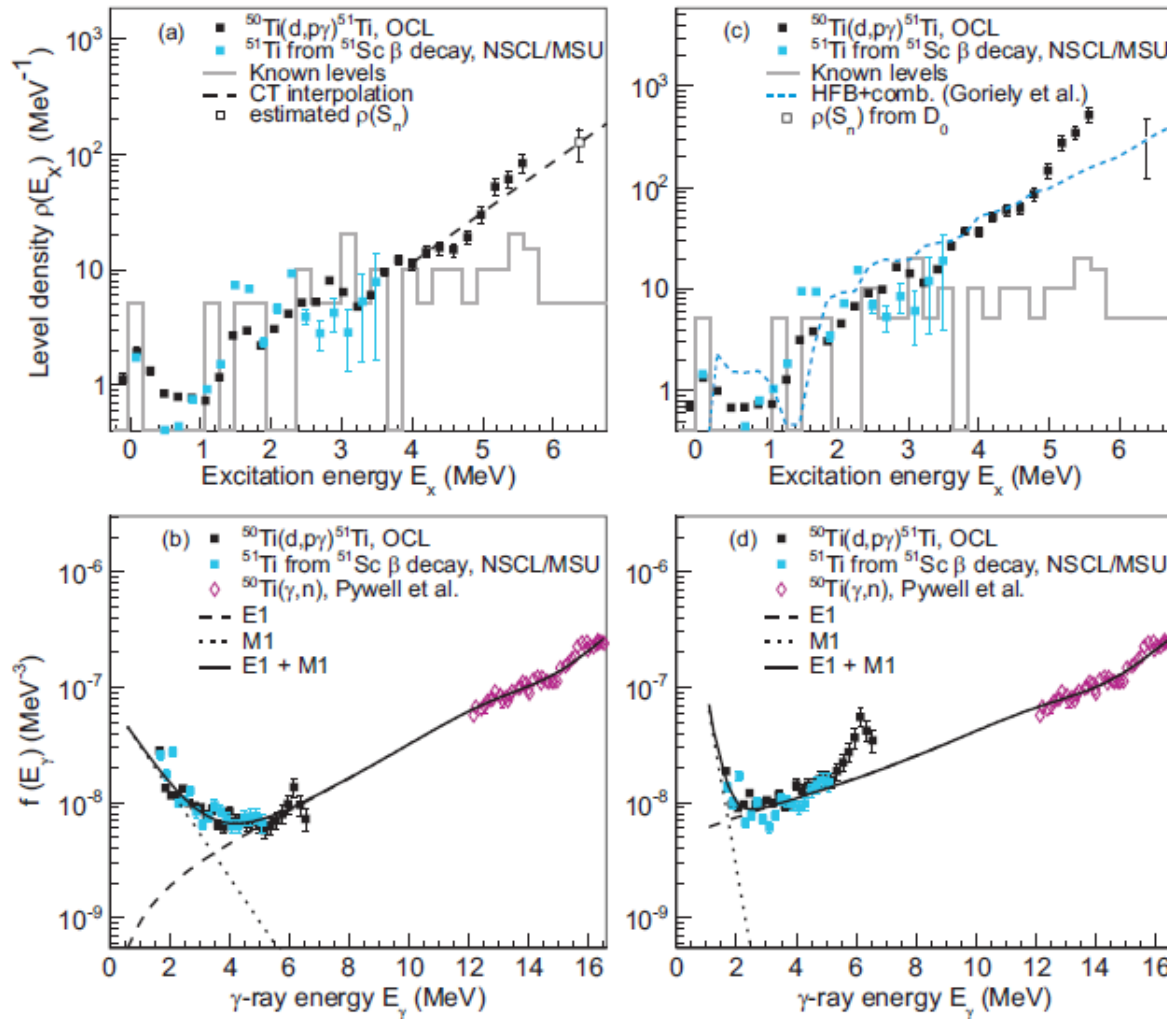 (a)
⁵⁰Ti(d,pγ)⁵¹Ti, OCL
⁵¹Ti from ⁵¹Sc β decay, NSCL/MSU
Known levels
CT interpolation
estimated ρ(Sₙ)
10³
10²
10
1
Level density ρ(Eₓ) (MeV⁻¹)
0 1 2 3 4 5 6
Excitation energy Eₓ (MeV)
(c)
⁵⁰Ti(d,pγ)⁵¹Ti, OCL
⁵¹Ti from ⁵¹Sc β decay, NSCL/MSU
Known levels
HFB+comb. (Goriely et al.)
ρ(Sₙ) from D₀
10³
10²
10
1
0 1 2 3 4 5 6
Excitation energy Eₓ (MeV)
(b)
⁵⁰Ti(d,pγ)⁵¹Ti, OCL
⁵¹Ti from ⁵¹Sc β decay, NSCL/MSU
⁵⁰Ti(γ,n), Pywell et al.
E1
M1
E1 + M1
10⁻⁶
10⁻⁷
10⁻⁸
10⁻⁹
f (Eᵧ) (MeV⁻³)
0 2 4 6 8 10 12 14 16
γ-ray energy Eᵧ (MeV)
(d)
⁵⁰Ti(d,pγ)⁵¹Ti, OCL
⁵¹Ti from ⁵¹Sc β decay, NSCL/MSU
⁵⁰Ti(γ,n), Pywell et al.
E1
M1
E1 + M1
10⁻⁶
10⁻⁷
10⁻⁸
10⁻⁹
0 2 4 6 8 10 12 14 16
γ-ray energy Eᵧ (MeV)